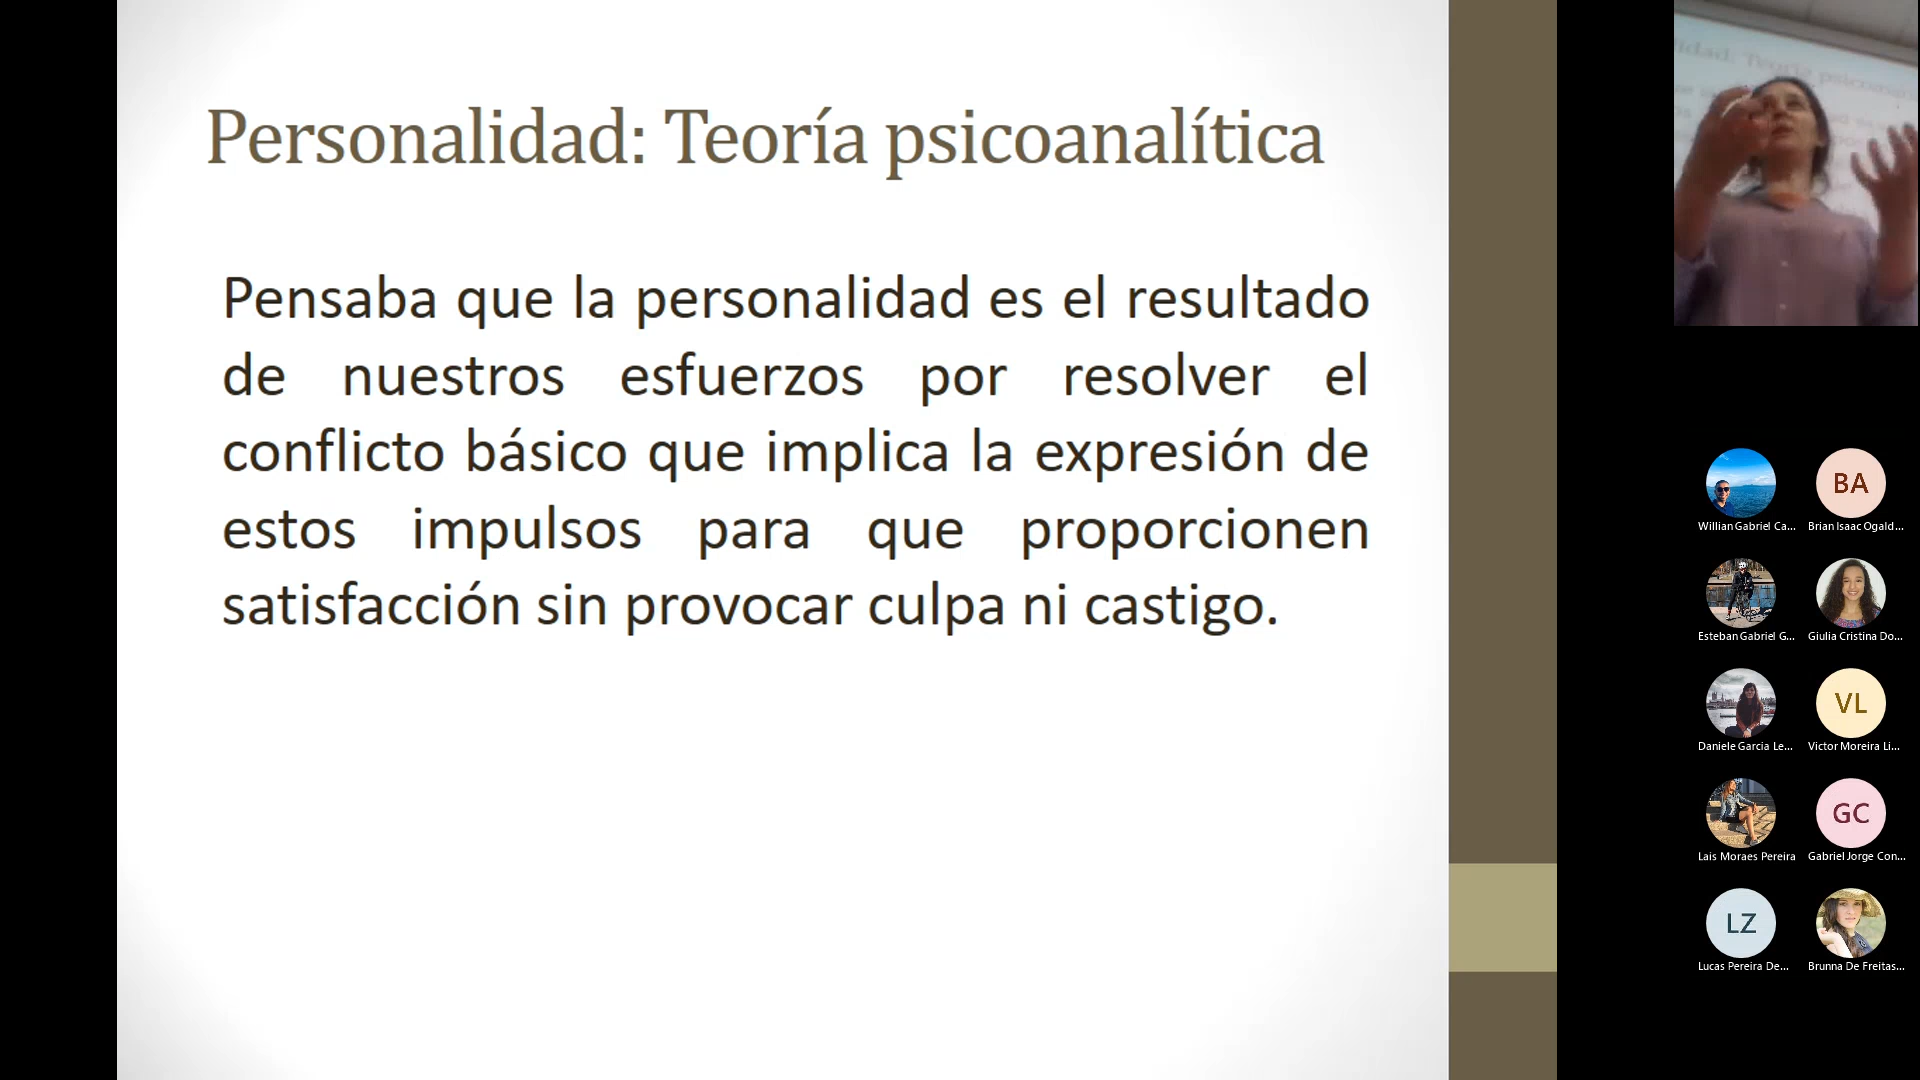 Personalidad: Teoría psicoanalítica
Pensaba que la personalidad es el resultado
de nuestros esfuerzos por resolver el
conflicto básico que implica la expresión de
estos impulsos para que proporcionen
satisfacción sin provocar culpa ni castigo.
idad: Teoría psicoana
Willian Gabriel Ca...
BA
Brian Isaac Ogald...
Esteban Gabriel G...
Giulia Cristina Do...
Daniele Garcia Le...
VL
Victor Moreira Li...
Lais Moraes Pereira
GC
Gabriel Jorge Con...
LZ
Lucas Pereira De...
Brunna De Freitas...